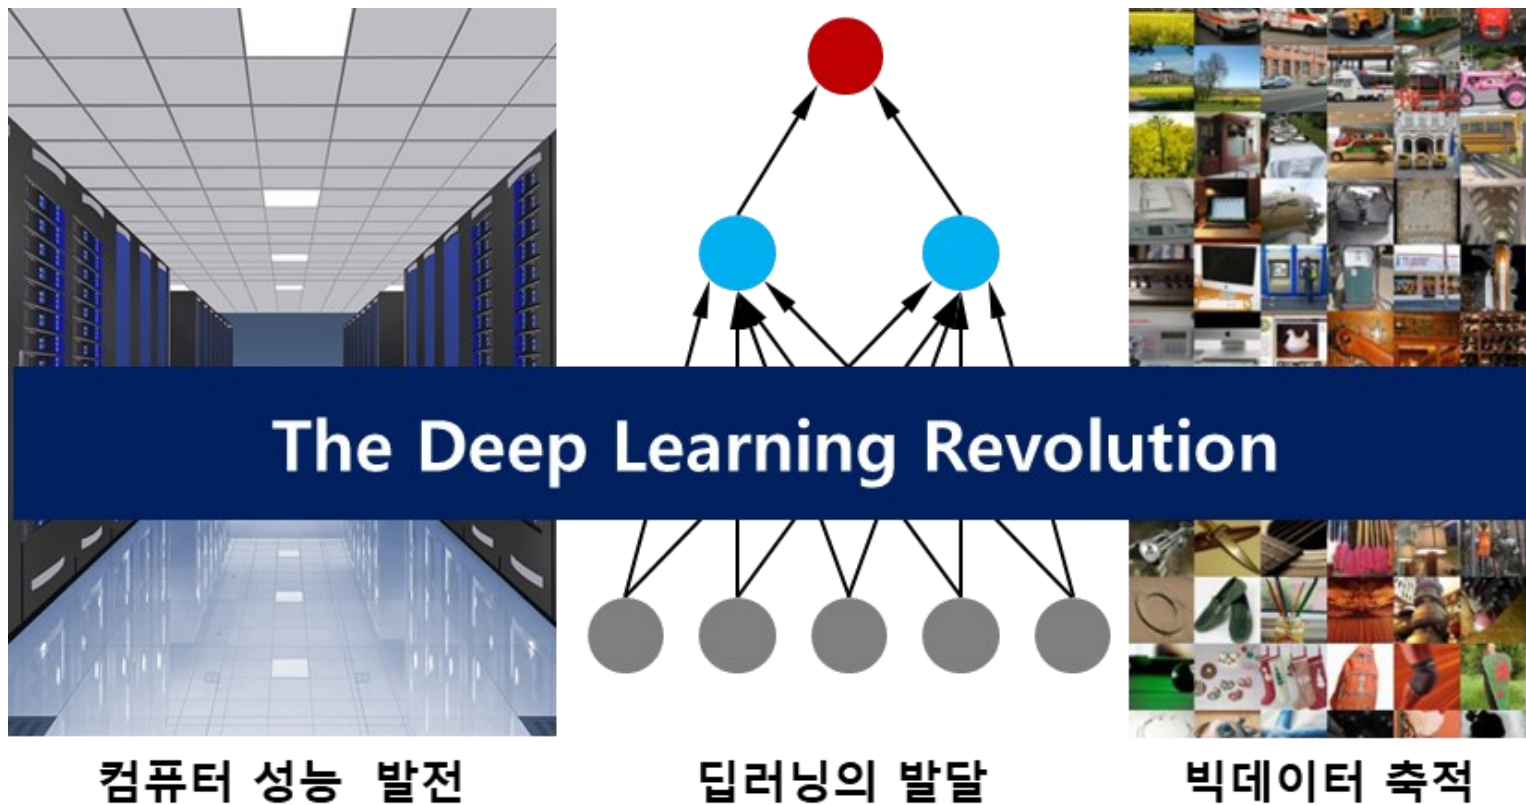 The Deep Learning Revolution
컴퓨터 성능 발전
딥러닝의 발달
빅데이터 축적